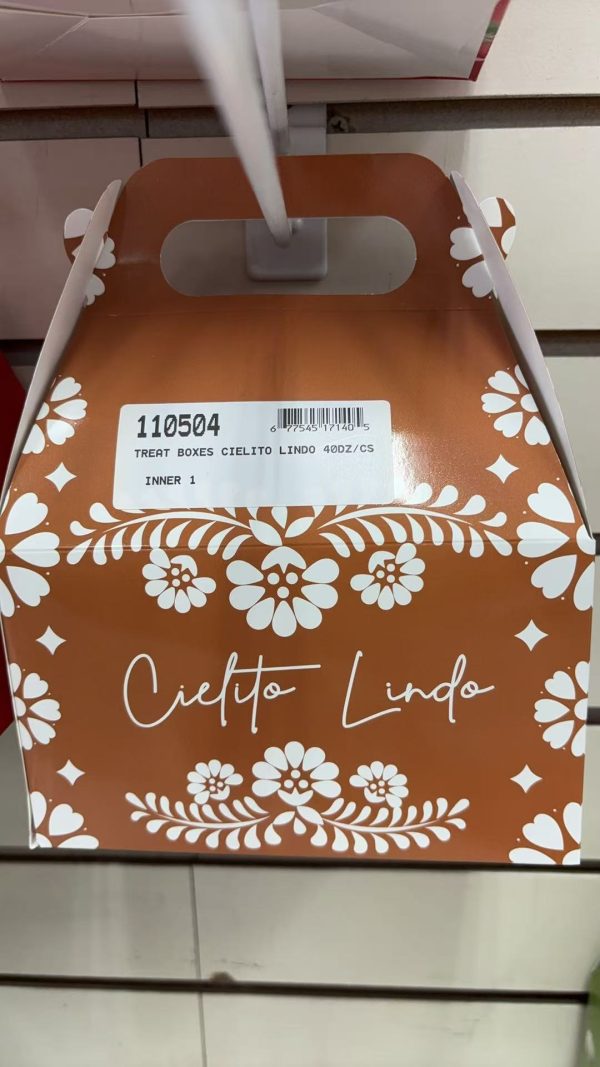 110504
6 77545 17140 5
TREAT BOXES CIELITO LINDO 40DZ/CS
INNER 1
Cielito Lindo